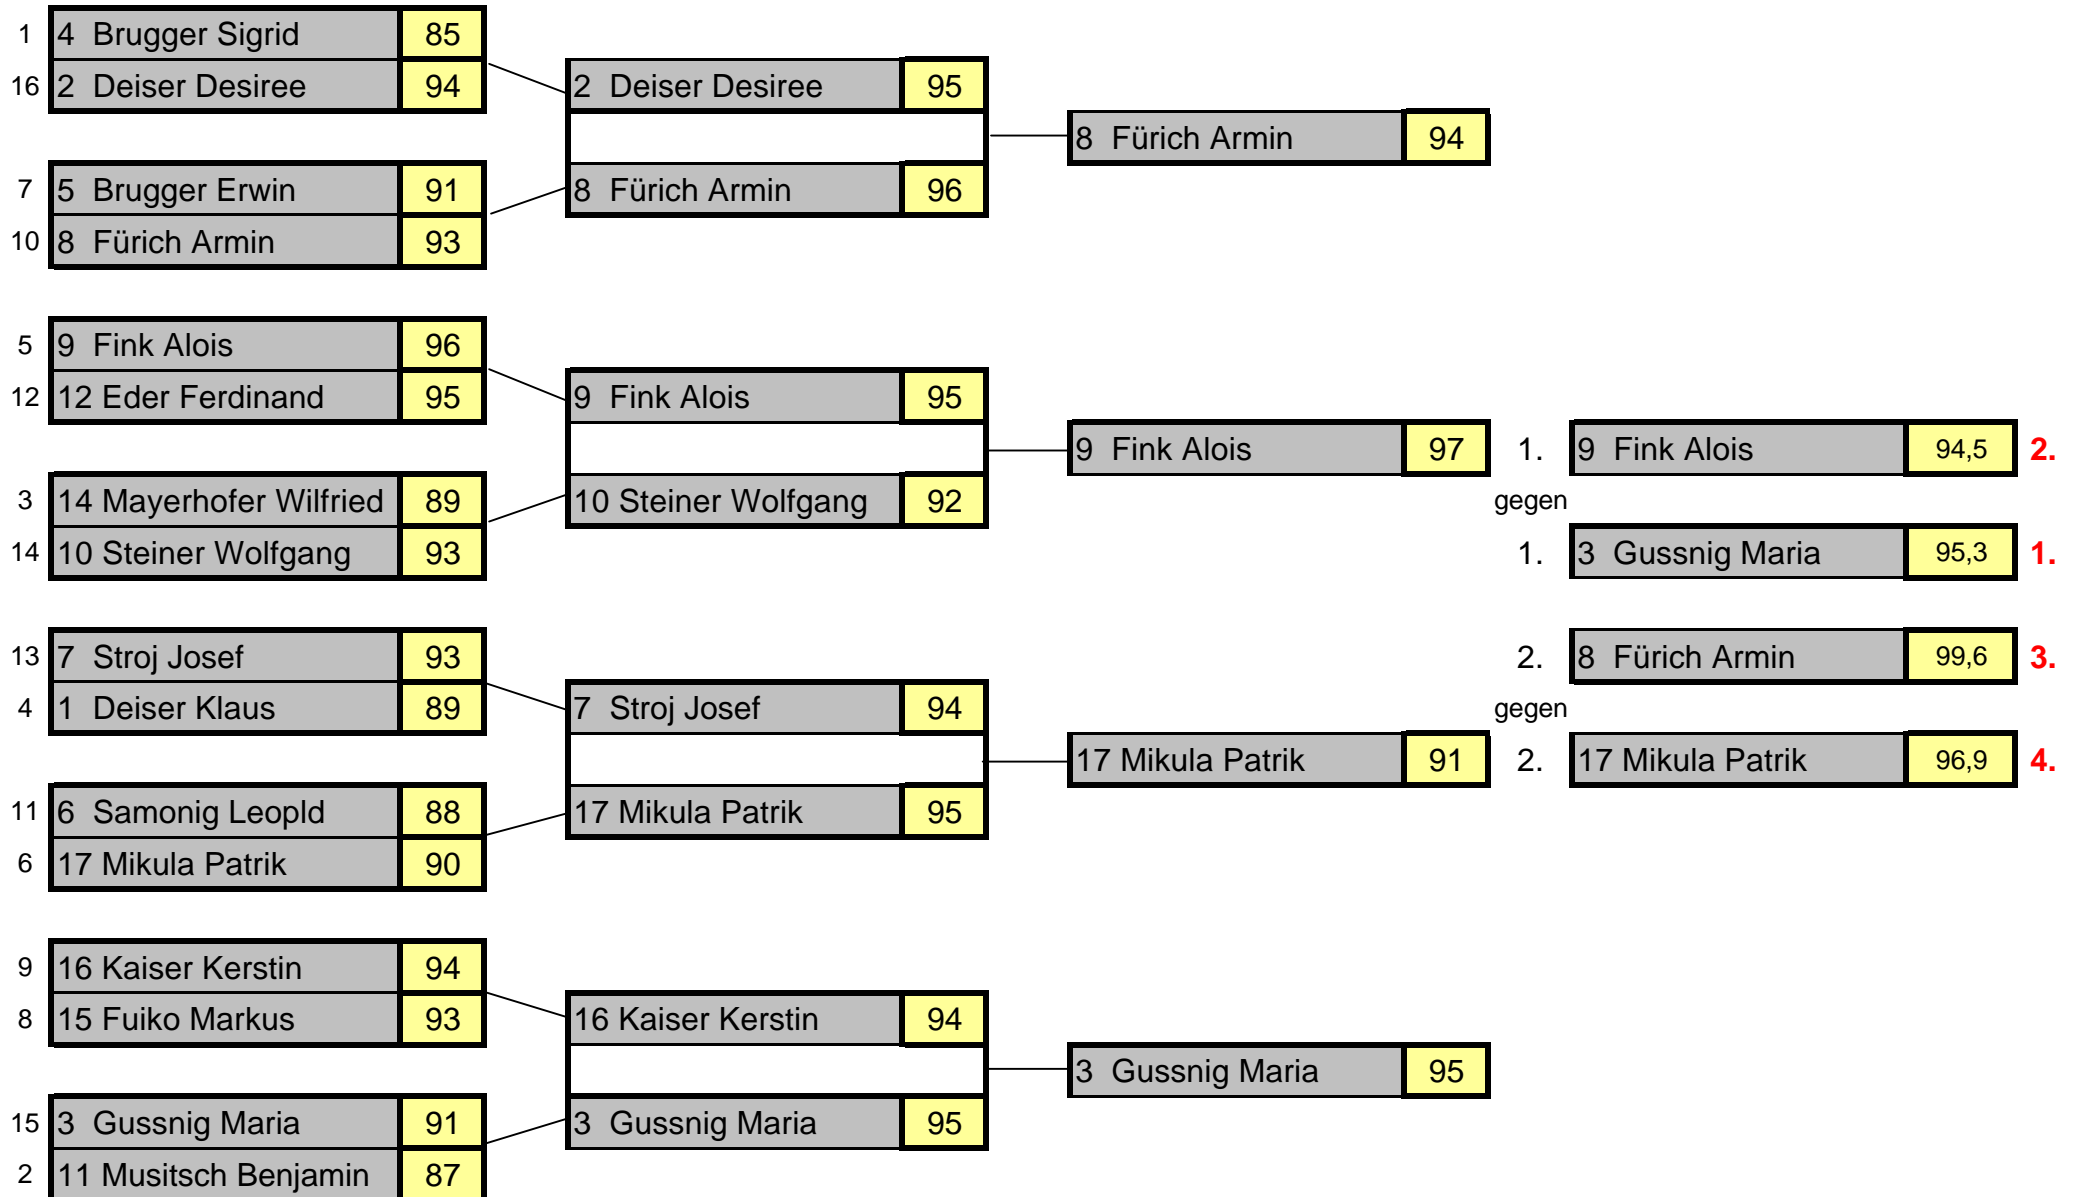 1 4 Brugger Sigrid 85
16 2 Deiser Desiree 94
2 Deiser Desiree 95
8 Fürich Armin 94
7 5 Brugger Erwin 91
8 Fürich Armin 96
10 8 Fürich Armin 93
5 9 Fink Alois 96
12 12 Eder Ferdinand 95
9 Fink Alois 95
9 Fink Alois 97
1. 9 Fink Alois 94,5 2.
3 14 Mayerhofer Wilfried 89
10 Steiner Wolfgang 92
gegen
14 10 Steiner Wolfgang 93
1. 3 Gussnig Maria 95,3 1.
13 7 Stroj Josef 93
2. 8 Fürich Armin 99,6 3.
4 1 Deiser Klaus 89
7 Stroj Josef 94
gegen
17 Mikula Patrik 91
2. 17 Mikula Patrik 96,9 4.
11 6 Samonig Leopld 88
17 Mikula Patrik 95
6 17 Mikula Patrik 90
9 16 Kaiser Kerstin 94
8 15 Fuiko Markus 93
16 Kaiser Kerstin 94
3 Gussnig Maria 95
15 3 Gussnig Maria 91
3 Gussnig Maria 95
2 11 Musitsch Benjamin 87